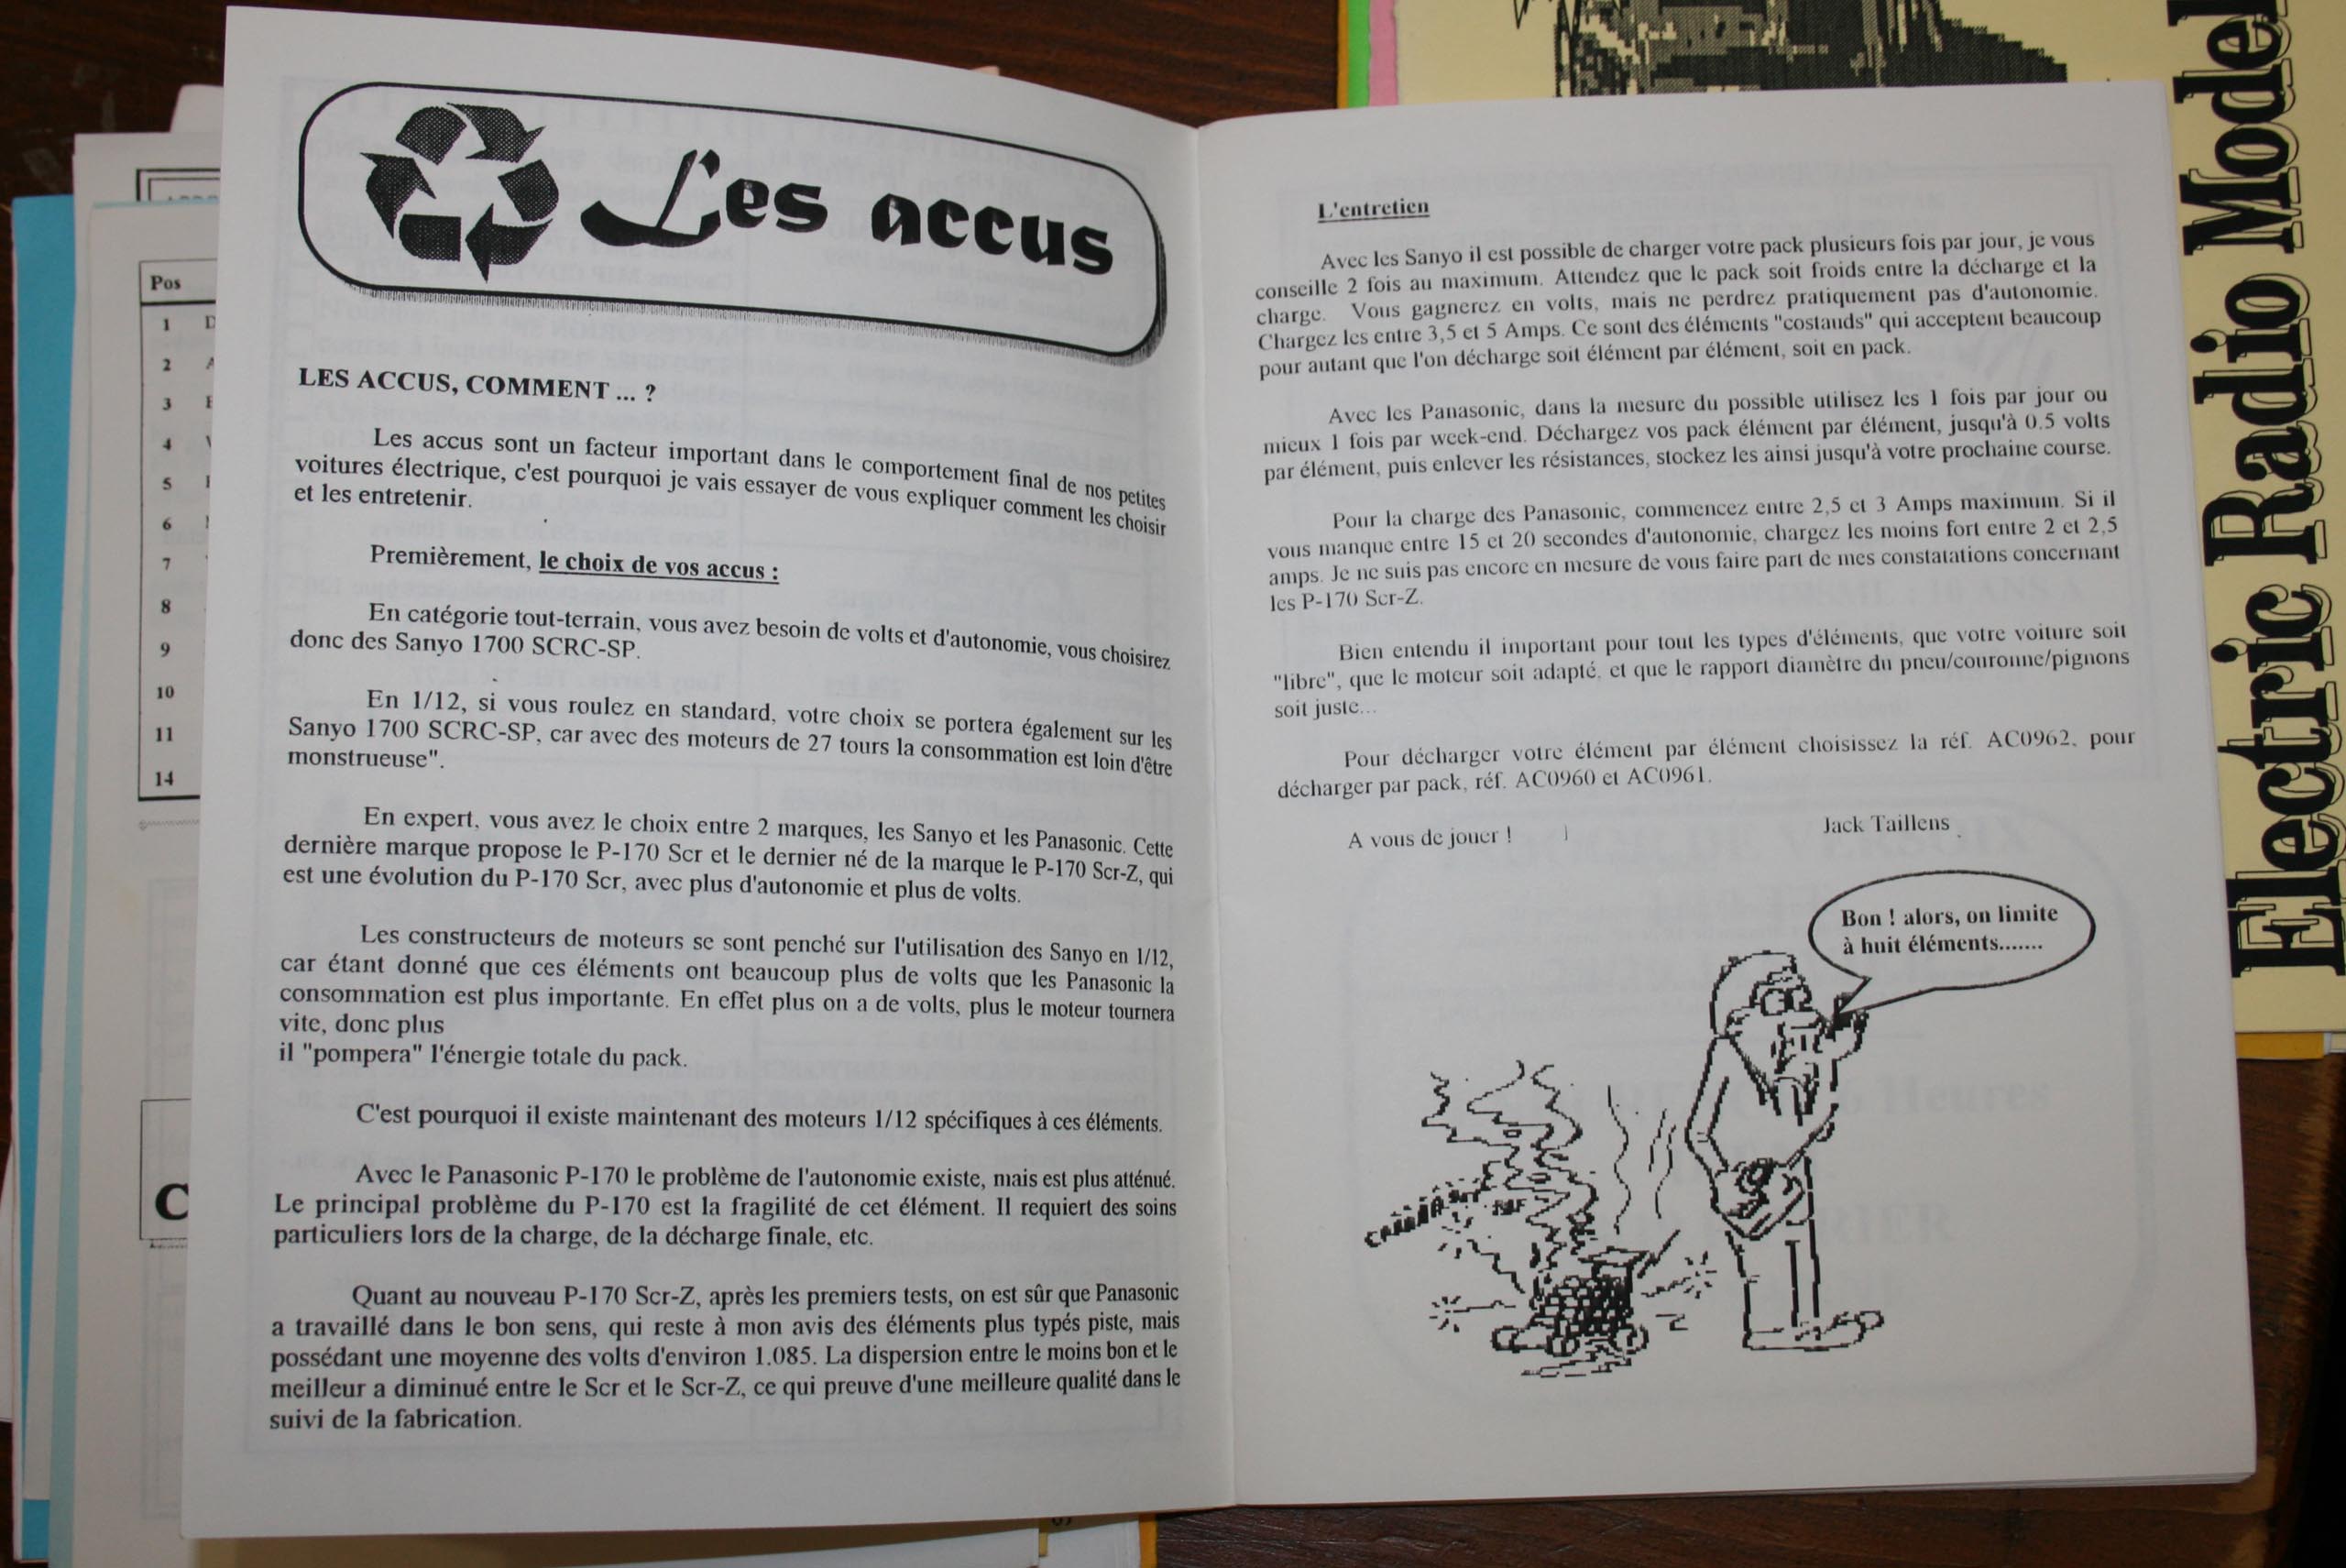 Les accus
LES ACCUS, COMMENT ... ?
Les accus sont un facteur important dans le comportement final de nos petites
voitures électrique, c'est pourquoi je vais essayer de vous expliquer comment les choisir
et les entretenir.
Premièrement, le choix de vos accus :
En catégorie tout-terrain, vous avez besoin de volts et d'autonomie, vous choisirez
donc des Sanyo 1700 SCRC-SP.
En 1/12, si vous roulez en standard, votre choix se portera également sur les
Sanyo 1700 SCRC-SP, car avec des moteurs de 27 tours la consommation est loin d'être
monstrueuse".
En expert, vous avez le choix entre 2 marques, les Sanyo et les Panasonic. Cette
dernière marque propose le P-170 Scr et le dernier né de la marque le P-170 Scr-Z, qui
est une évolution du P-170 Scr, avec plus d'autonomie et plus de volts.
Les constructeurs de moteurs se sont penché sur l'utilisation des Sanyo en 1/12,
car étant donné que ces éléments ont beaucoup plus de volts que les Panasonic la
consommation est plus importante. En effet plus on a de volts, plus le moteur tournera
vite, donc plus
il "pompera" l'énergie totale du pack.
C'est pourquoi il existe maintenant des moteurs 1/12 spécifiques à ces éléments.
Avec le Panasonic P-170 le problème de l'autonomie existe, mais est plus atténué.
Le principal problème du P-170 est la fragilité de cet élément. Il requiert des soins
particuliers lors de la charge, de la décharge finale, etc.
Quant au nouveau P-170 Scr-Z, après les premiers tests, on est sûr que Panasonic
a travaillé dans le bon sens, qui reste à mon avis des éléments plus typés piste, mais
possédant une moyenne des volts d'environ 1.085. La dispersion entre le moins bon et le
meilleur a diminué entre le Scr et le Scr-Z, ce qui preuve d'une meilleure qualité dans le
suivi de la fabrication.
L'entretien
Avec les Sanyo il est possible de charger votre pack plusieurs fois par jour, je vous
conseille 2 fois au maximum. Attendez que le pack soit froids entre la décharge et la
charge. Vous gagnerez en volts, mais ne perdrez pratiquement pas d'autonomie.
Chargez les entre 3,5 et 5 Amps. Ce sont des éléments "costauds" qui acceptent beaucoup
pour autant que l'on décharge soit élément par élément, soit en pack.
Avec les Panasonic, dans la mesure du possible utilisez les 1 fois par jour ou
mieux 1 fois par week-end. Déchargez vos pack élément par élément, jusqu'à 0.5 volts
par élément, puis enlever les résistances, stockez les ainsi jusqu'à votre prochaine course.
Pour la charge des Panasonic, commencez entre 2,5 et 3 Amps maximum. Si il
vous manque entre 15 et 20 secondes d'autonomie, chargez les moins fort entre 2 et 2,5
amps. Je ne suis pas encore en mesure de vous faire part de mes constatations concernant
les P-170 Scr-Z.
Bien entendu il important pour tout les types d'éléments, que votre voiture soit
"libre", que le moteur soit adapté, et que le rapport diamètre du pneu/couronne/pignons
soit juste...
Pour décharger votre élément par élément choisissez la réf. AC0962, pour
décharger par pack, réf. AC0960 et AC0961.
A vous de jouer !
Jack Taillens
Bon ! alors, on limite
à huit éléments.......
Pos
1
2
3
4
5
6
7
8
9
10
11
14
C
Electric Radio Model